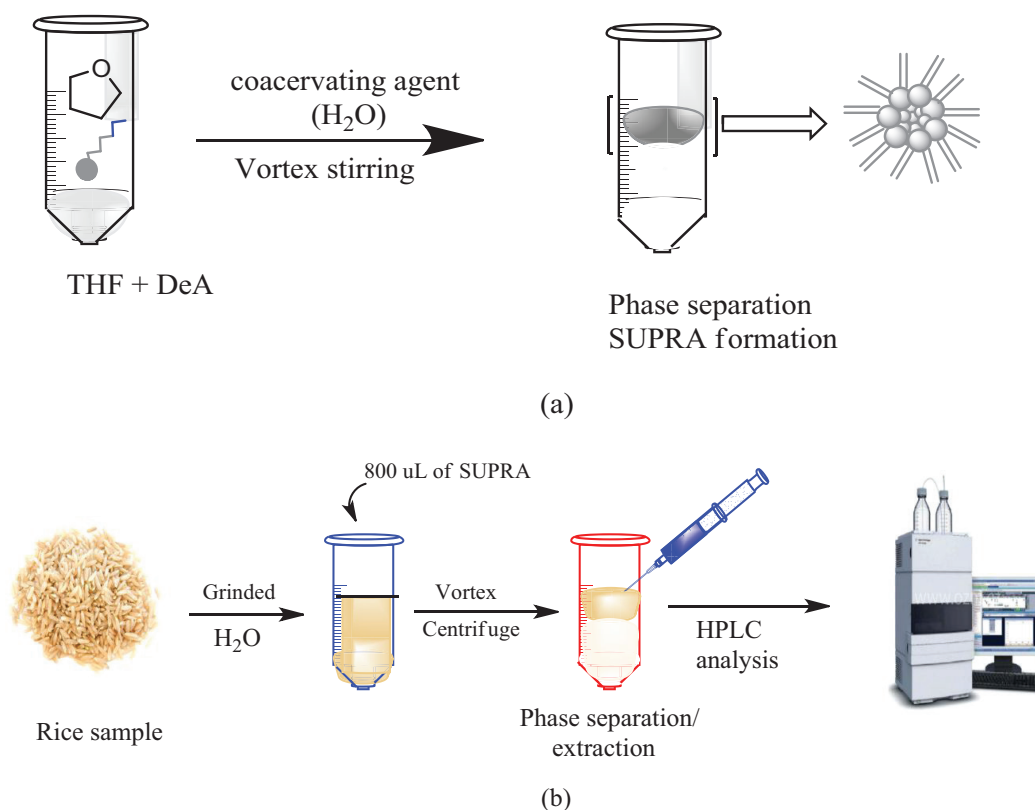 O
coacervating agent
(H₂O)
Vortex stirring
THF + DeA
Phase separation
SUPRA formation
(a)
800 uL of SUPRA
Grinded
H₂O
Vortex
Centrifuge
HPLC
analysis
Rice sample
Phase separation/
extraction
(b)